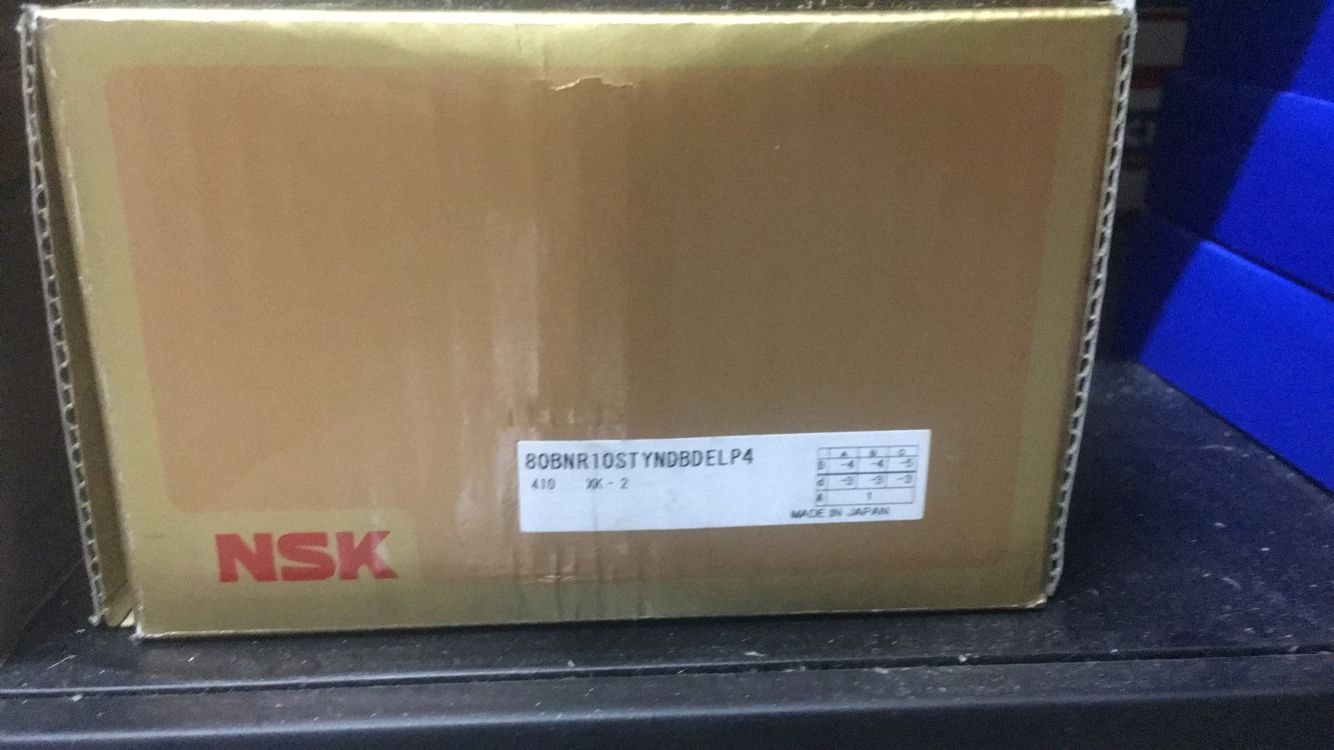 80BNR10STYNDBDELP4
410 XK-2
A B C
D -4 -4 -5
d -3 -3 -3
1
MADE IN JAPAN
NSK